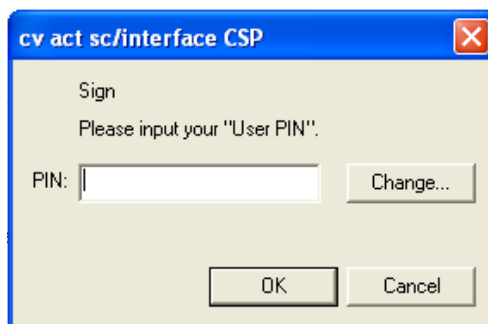 cv act sc/interface CSP
Sign
Please input your "User PIN".
PIN:
Change...
OK
Cancel